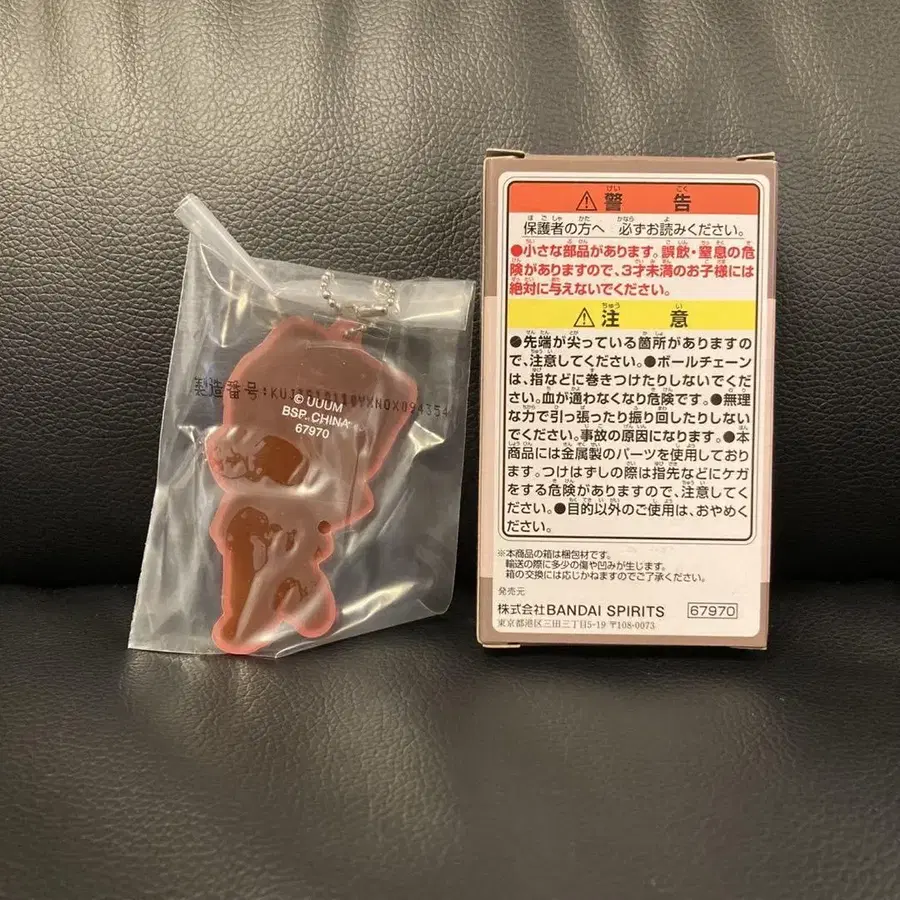 製造番号:KUJ
94354
© UUUM
BSP. CHINA
67970
⚠警告
保護者の方へ 必ずお読みください。
●小さな部品があります。誤飲・窒息の危
険がありますので、3才未満のお子様には
絶対に与えないでください。
⚠注意
●先端が尖っている箇所がありますの
で、注意してください。●ボールチェーン
は、指などに巻きつけたりしないでくだ
さい。血が通わなくなり危険です。●無理
な力で引っ張ったり振り回したりしない
でください。事故の原因になります。●本
商品には金属製のパーツを使用しており
ます。つけはずしの際は指先などにケガ
をする危険がありますので、注意してく
ださい。●目的以外のご使用は、おやめく
ださい。
※本商品の箱は梱包材です。
輸送の際に多少の傷や凹みが生じます。
箱の交換には応じかねますのでご了承ください。
発売元
株式会社BANDAI SPIRITS
67970
東京都港区三田三丁目5-19 〒108-0073